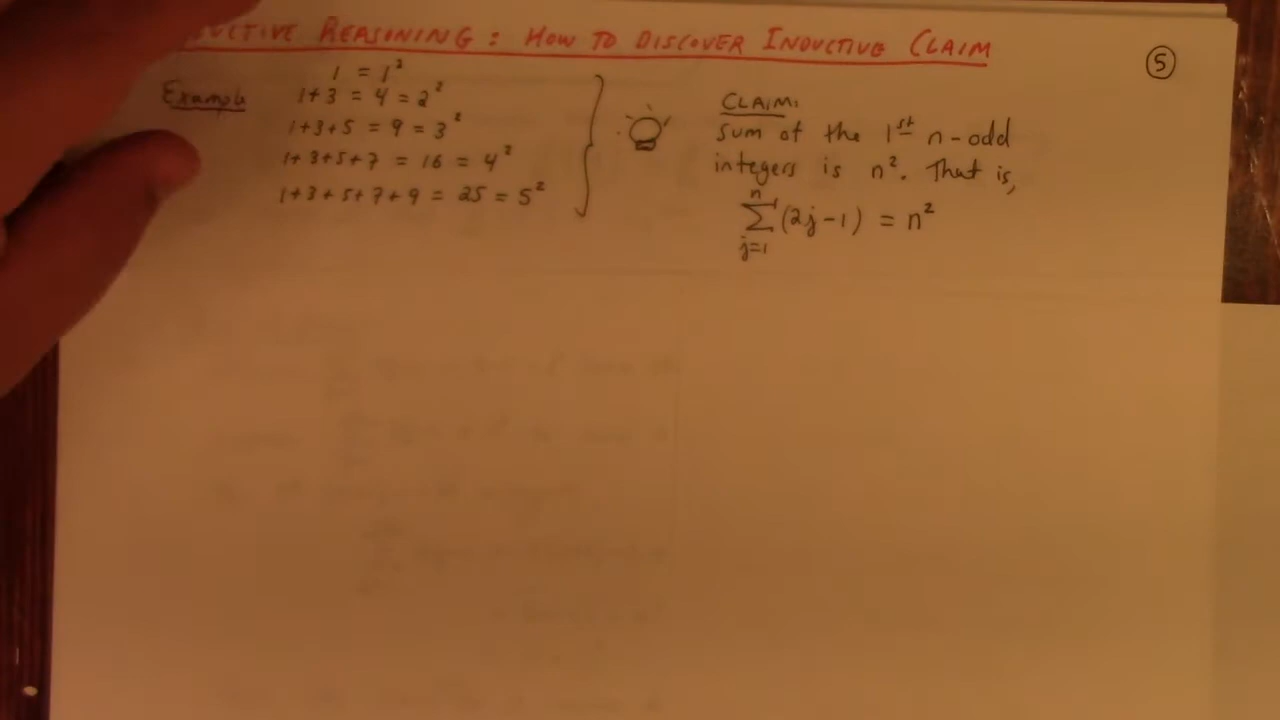 UCTIVE REASONING : HOW TO DISCOVER INDUCTIVE CLAIM
5
Example
1 = 1²
1+3 = 4 = 2²
1+3+5 = 9 = 3²
1+3+5+7 = 16 = 4²
1+3+5+7+9 = 25 = 5²
CLAIM:
Sum of the 1st n-odd
integers is n². That is,
n
∑ (2j-1) = n²
j=1